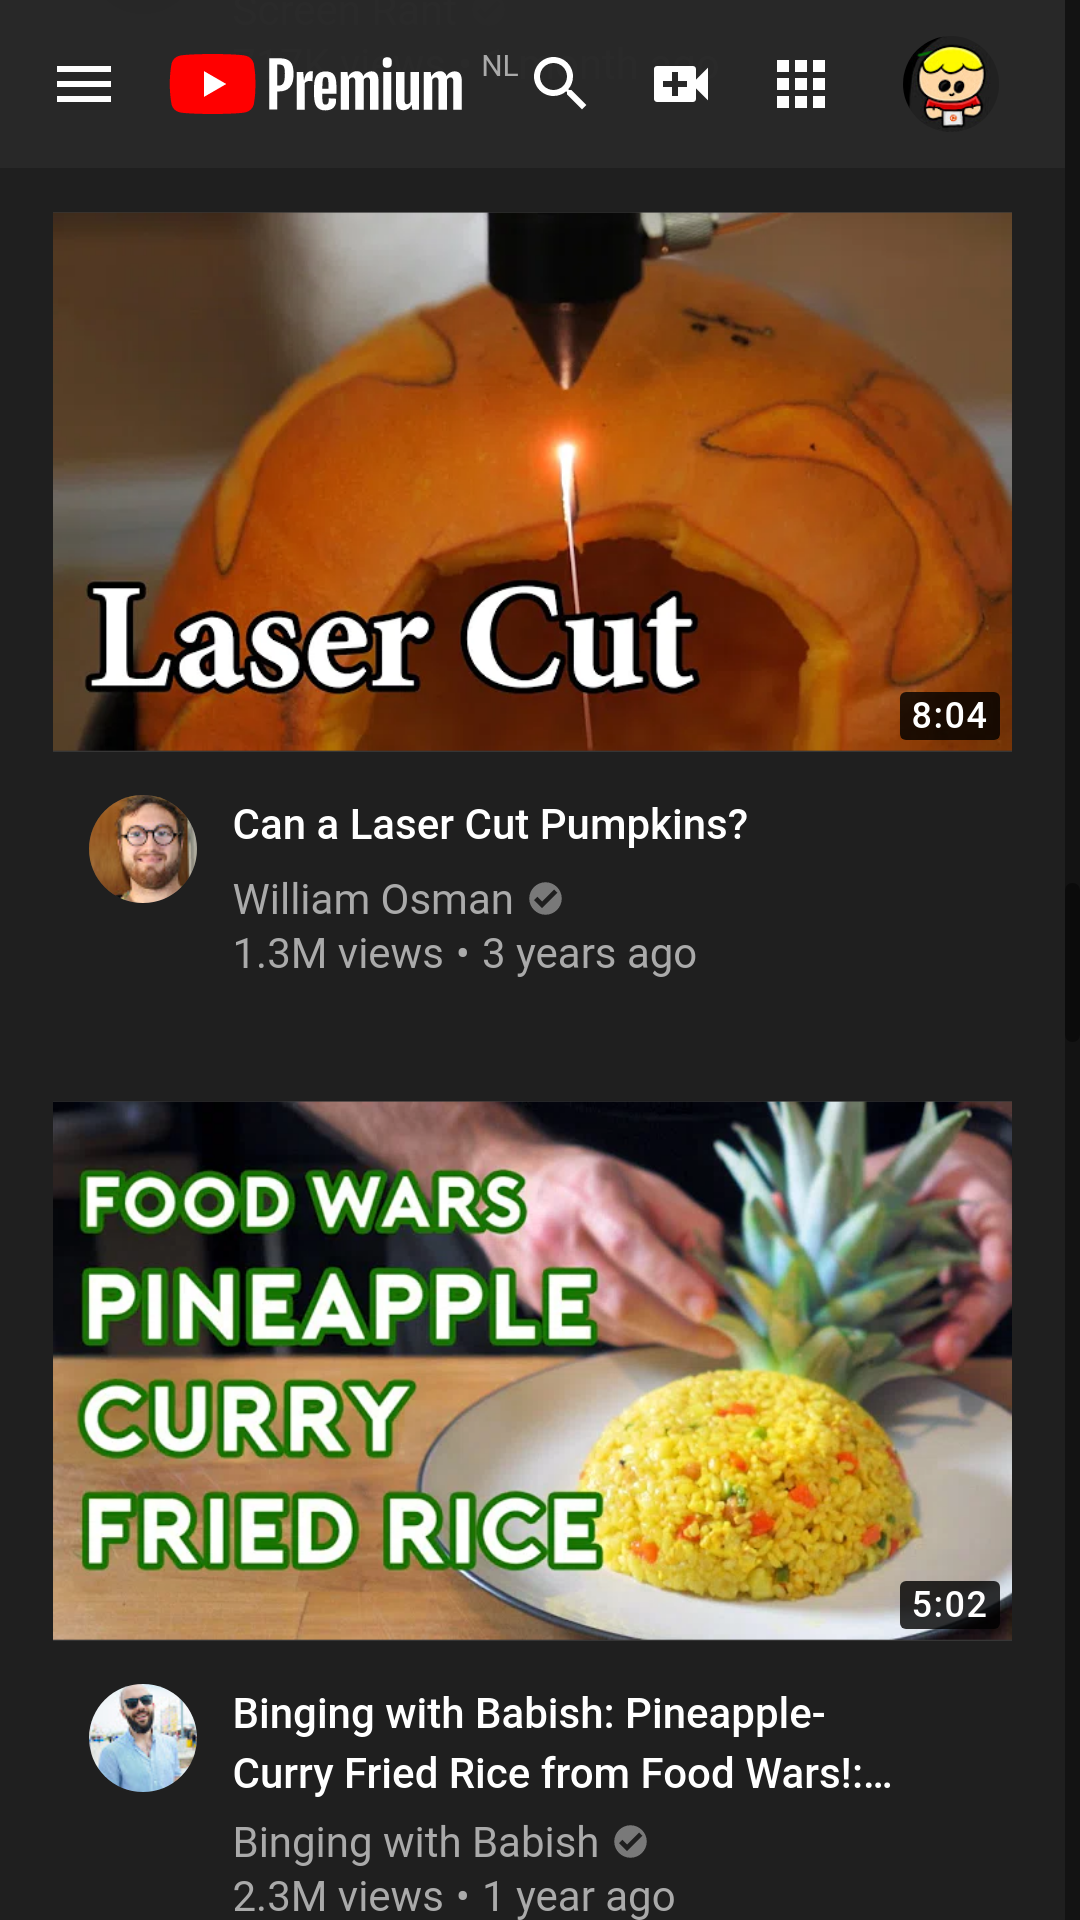 Screen Rant
Premium
NL
Laser Cut
8:04
Can a Laser Cut Pumpkins?
William Osman
1.3M views • 3 years ago
FOOD WARS
PINEAPPLE
CURRY
FRIED RICE
5:02
Binging with Babish: Pineapple-
Curry Fried Rice from Food Wars!:...
Binging with Babish
2.3M views • 1 year ago